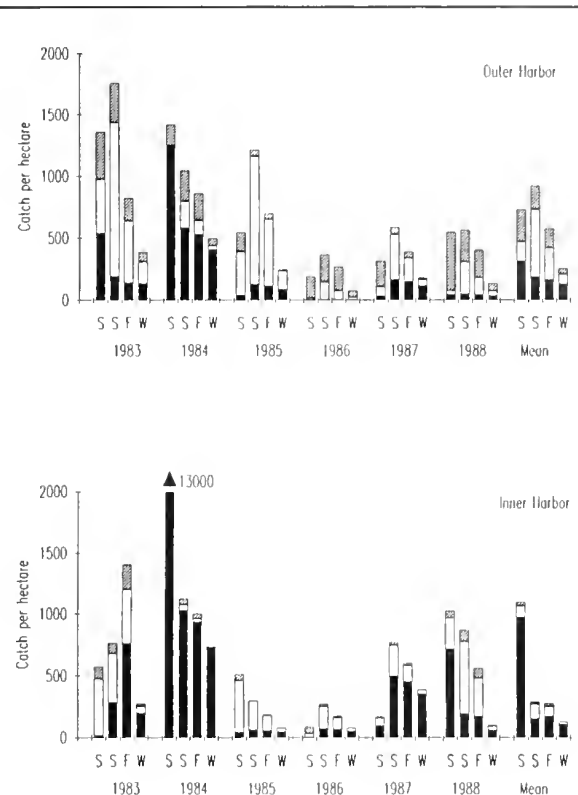 2000
Outer Harbor
1500
1000
500
0
Catch per hectare
S S F W S S F W S S F W S S F W S S F W S S F W S S F W
1983 1984 1985 1986 1987 1988 Mean
▲ 13000
2000
Inner Harbor
1500
1000
500
0
Catch per hectare
S S F W S S F W S S F W S S F W S S F W S S F W S S F W
1983 1984 1985 1986 1987 1988 Mean